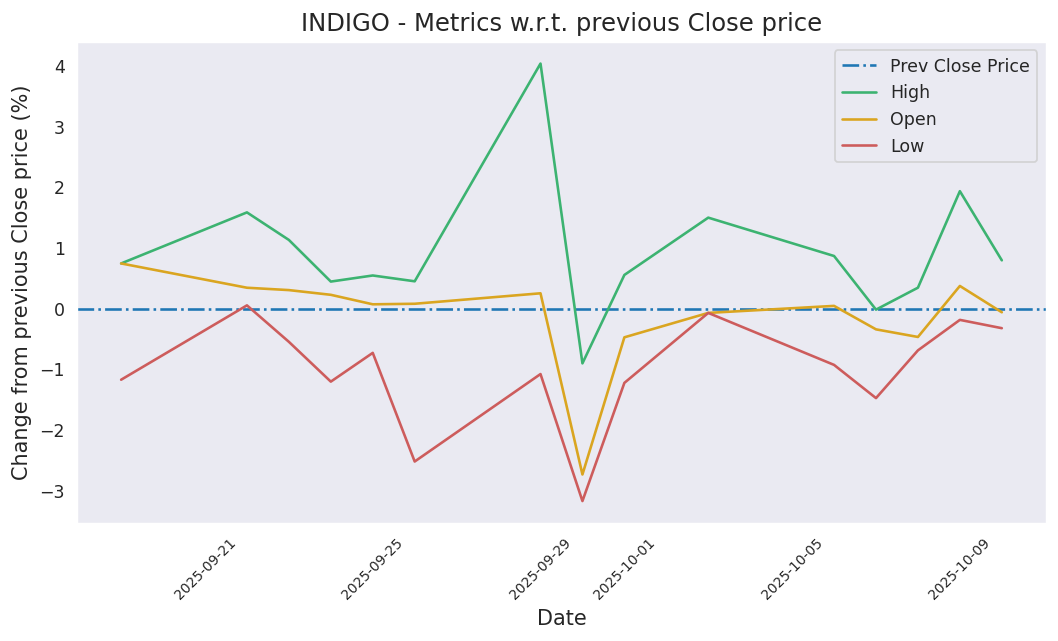 INDIGO - Metrics w.r.t. previous Close price
Change from previous Close price (%)
4
3
2
1
0
−1
−2
−3
Prev Close Price
High
Open
Low
2025-09-21
2025-09-25
2025-09-29
2025-10-01
2025-10-05
2025-10-09
Date